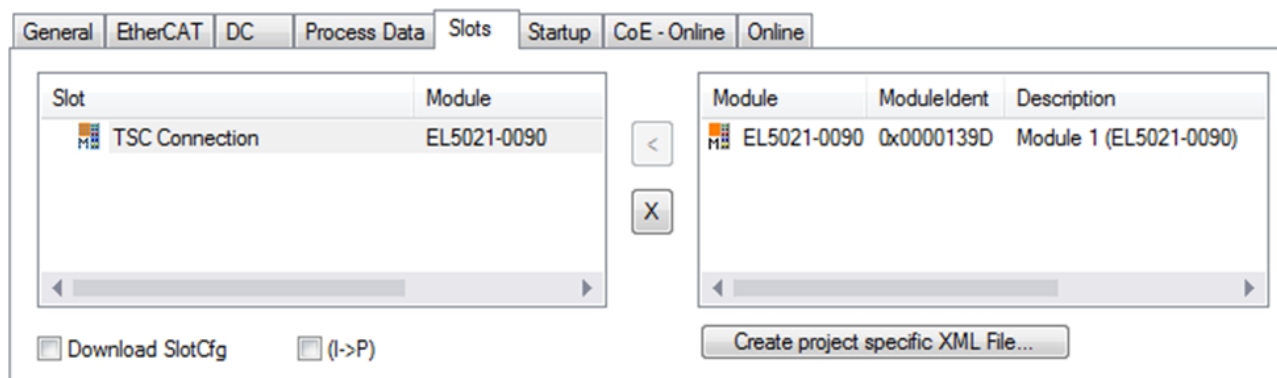 General EtherCAT DC Process Data Slots Startup CoE - Online Online
Slot Module Module ModuleIdent Description
TSC Connection EL5021-0090 < EL5021-0090 0x0000139D Module 1 (EL5021-0090)
X
Download SlotCfg (I->P) Create project specific XML File...